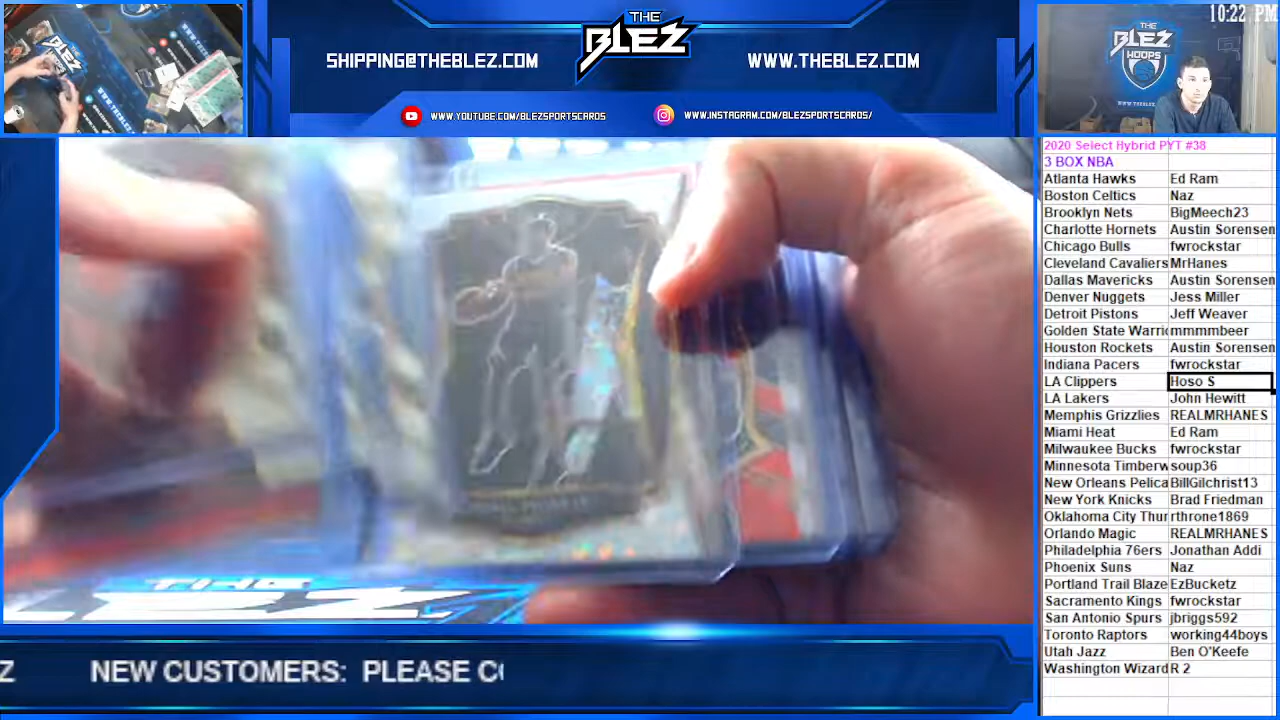 THE
BLEZ
SHIPPING@THEBLEZ.COM
WWW.THEBLEZ.COM
WWW.YOUTUBE.COM/BLEZSPORTSCARDS
WWW.INSTAGRAM.COM/BLEZSPORTSCARDS/
10:22 PM
THE
BLEZ
HOOPS
2020 Select Hybrid PYT #38
3 BOX NBA
Atlanta Hawks Ed Ram
Boston Celtics Naz
Brooklyn Nets BigMeech23
Charlotte Hornets Austin Sorensen
Chicago Bulls fwrockstar
Cleveland Cavaliers MrHanes
Dallas Mavericks Austin Sorensen
Denver Nuggets Jess Miller
Detroit Pistons Jeff Weaver
Golden State Warri mmmmbeer
Houston Rockets Austin Sorensen
Indiana Pacers fwrockstar
LA Clippers Hoso S
LA Lakers John Hewitt
Memphis Grizzlies REALMRHANES
Miami Heat Ed Ram
Milwaukee Bucks fwrockstar
Minnesota Timberw soup36
New Orleans Pelica BillGilchrist13
New York Knicks Brad Friedman
Oklahoma City Thur rthrone1869
Orlando Magic REALMRHANES
Philadelphia 76ers Jonathan Addi
Phoenix Suns Naz
Portland Trail Blaze EzBucketz
Sacramento Kings fwrockstar
San Antonio Spurs jbriggs592
Toronto Raptors working44boys
Utah Jazz Ben O'Keefe
Washington Wizard R 2
THE
LEZ
Z NEW CUSTOMERS: PLEASE CO